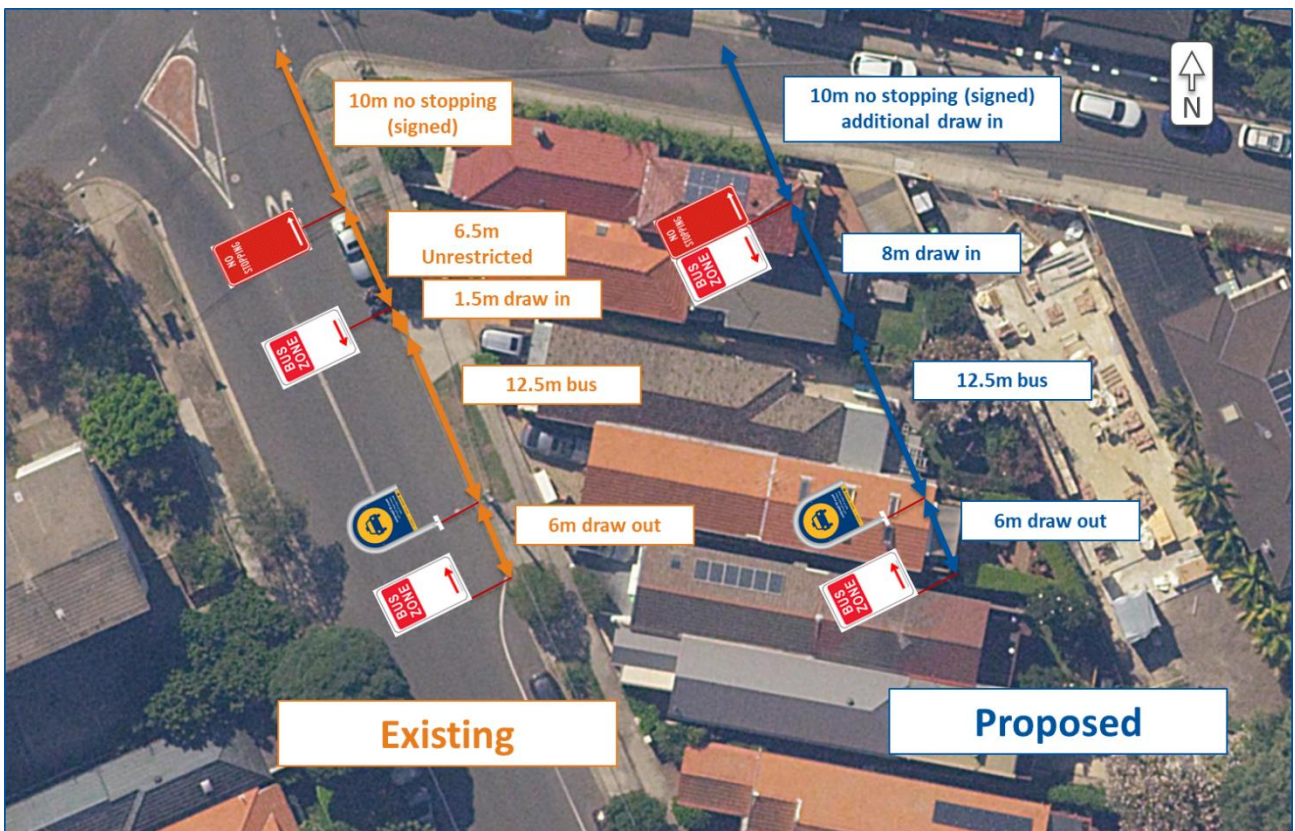 10m no stopping
(signed)
10m no stopping (signed)
additional draw in
N
NO
STOPPING
6.5m
Unrestricted
NO
STOPPING
BUS
ZONE
8m draw in
1.5m draw in
BUS
ZONE
12.5m bus
12.5m bus
6m draw out
6m draw out
BUS
ZONE
BUS
ZONE
Existing
Proposed